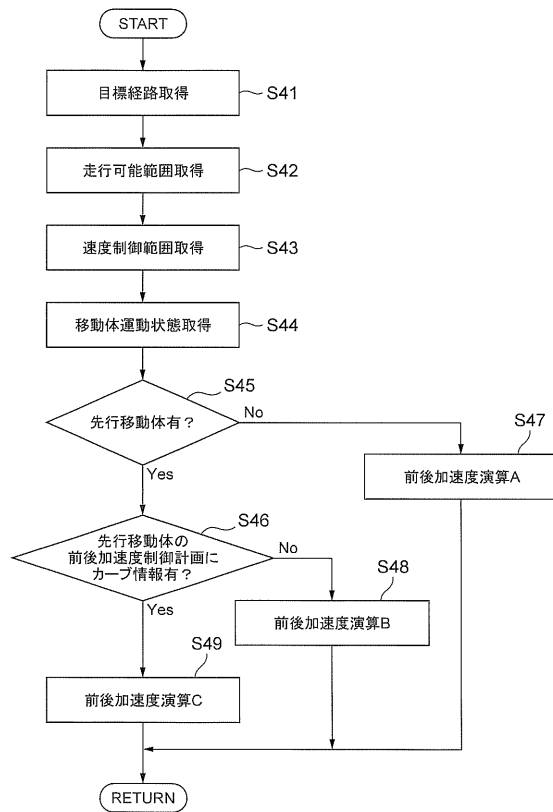 START
目標経路取得
S41
走行可能範囲取得
S42
速度制御範囲取得
S43
移動体運動状態取得
S44
S45
先行移動体有？
No
Yes
S47
前後加速度演算A
S46
先行移動体の
前後加速度制御計画に
カーブ情報有？
No
Yes
S48
前後加速度演算B
S49
前後加速度演算C
RETURN